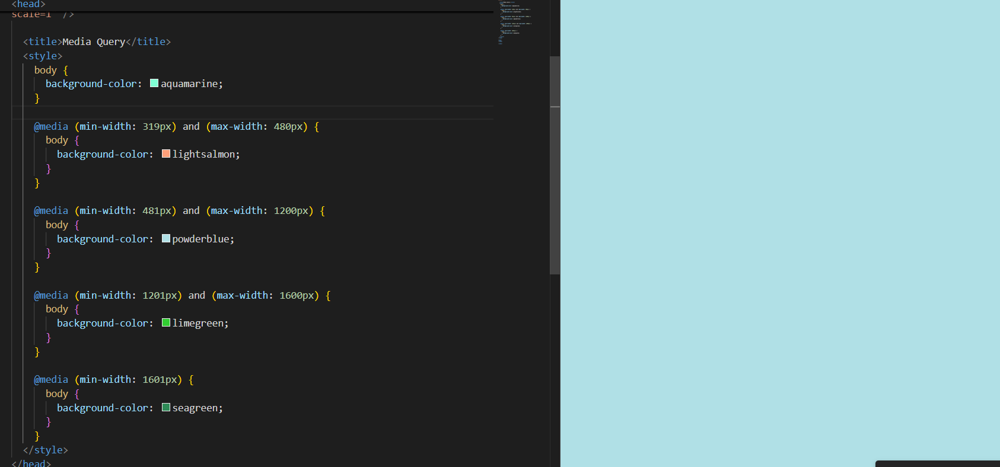 <head>
scale=1" />
<title>Media Query</title>
<style>
body {
background-color: aquamarine;
}
@media (min-width: 319px) and (max-width: 480px) {
body {
background-color: lightsalmon;
}
}
@media (min-width: 481px) and (max-width: 1200px) {
body {
background-color: powderblue;
}
}
@media (min-width: 1201px) and (max-width: 1600px) {
body {
background-color: limegreen;
}
}
@media (min-width: 1601px) {
body {
background-color: seagreen;
}
}
</style>
</head>